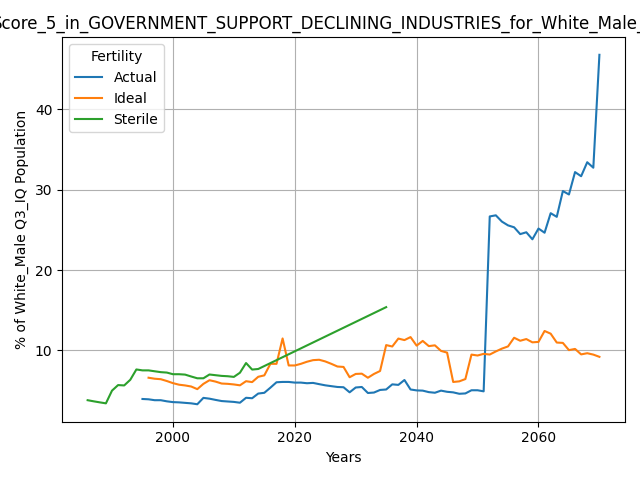 Score_5_in_GOVERNMENT_SUPPORT_DECLINING_INDUSTRIES_for_White_Male_
Fertility
Actual
Ideal
Sterile
% of White_Male Q3_IQ Population
40
30
20
10
2000 2020 2040 2060
Years